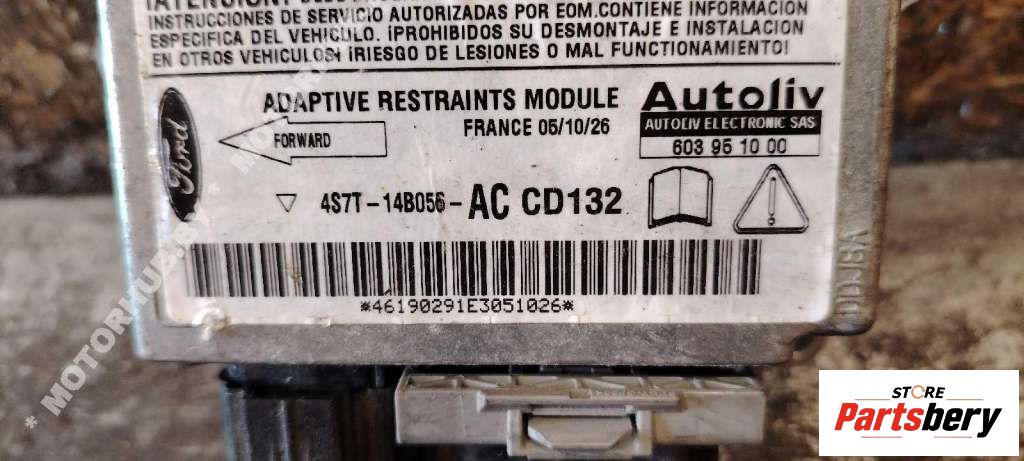 INSTRUCCIONES DE SERVICIO AUTORIZADAS POR EOM.CONTIENE INFORMACION
ESPECIFICA DEL VEHICULO. ¡PROHIBIDOS SU DESMONTAJE E INSTALACION
EN OTROS VEHICULOS¡ ¡RIESGO DE LESIONES O MAL FUNCTIONAMIENTO!
ADAPTIVE RESTRAINTS MODULE
FRANCE 05/10/26
Autoliv
AUTOLIV ELECTRONIC SAS
603 95 10 00
Ford
FORWARD
4S7T-14B056-AC CD132
*46190291E3051026*
* MOTORHUB.B
STORE
Partsbery